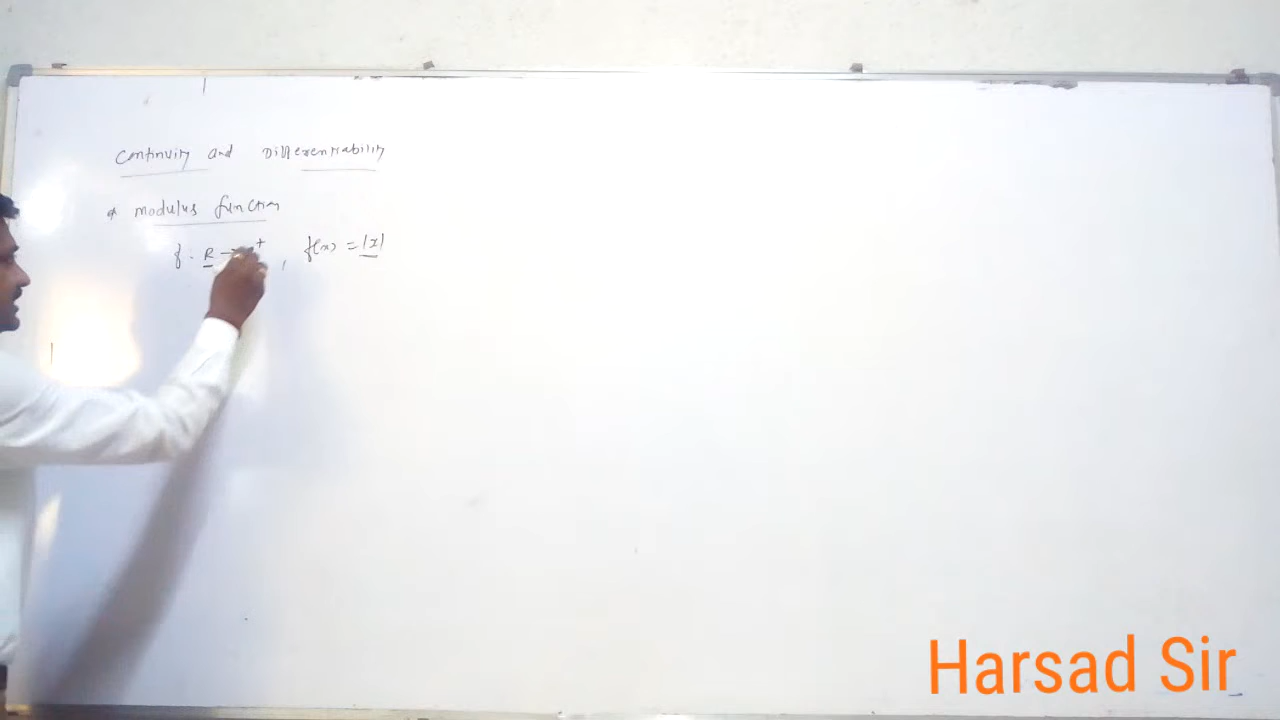 Continuity and Differentiability
* modulus function
f : R → R⁺ , f(x) = |x|
Harsad Sir